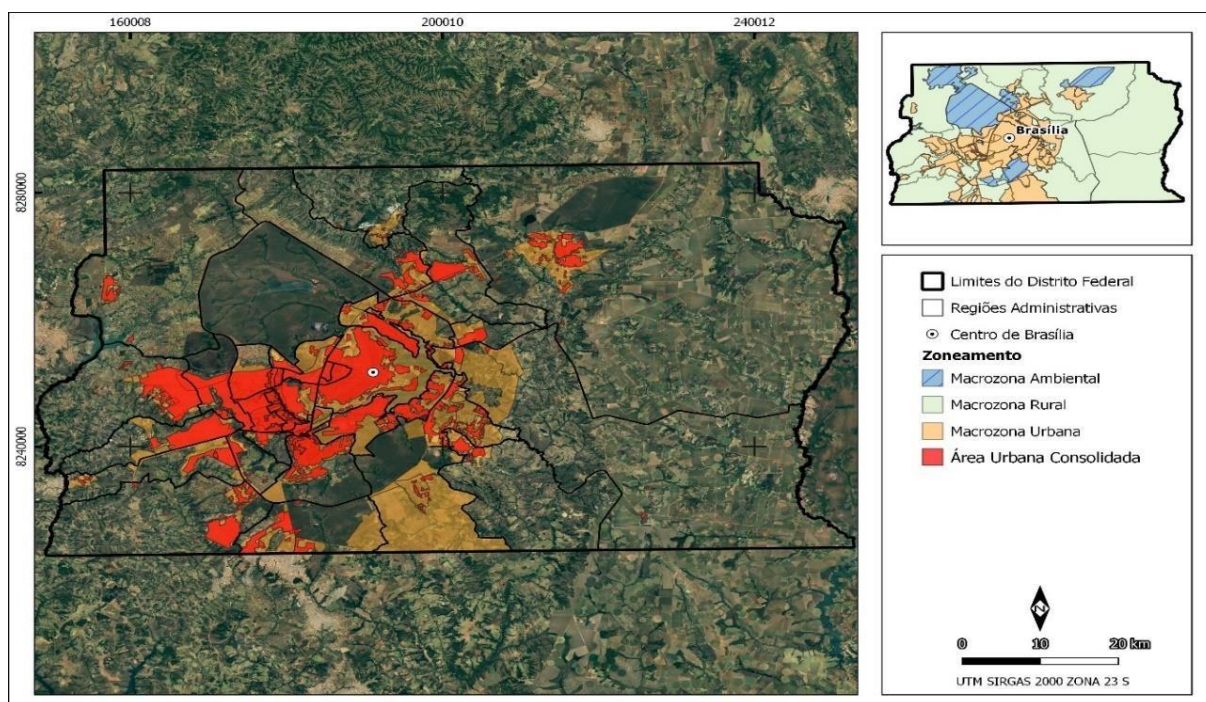 160008
200010
240012
8280000
8240000
Brasília
Limites do Distrito Federal
Regiões Administrativas
Centro de Brasília
Zoneamento
Macrozona Ambiental
Macrozona Rural
Macrozona Urbana
Área Urbana Consolidada
N
0 10 20 km
UTM SIRGAS 2000 ZONA 23 S